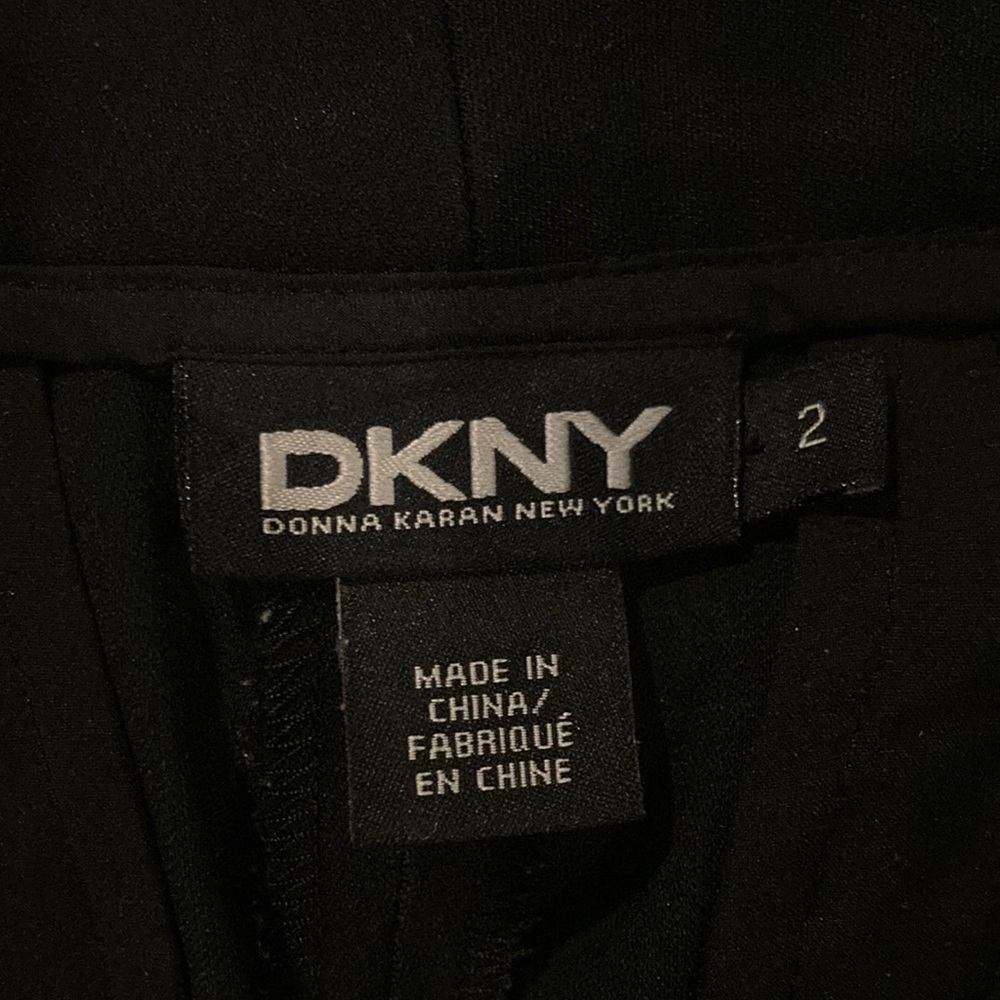 DKNY
DONNA KARAN NEW YORK
2
MADE IN
CHINA/
FABRIQUÉ
EN CHINE